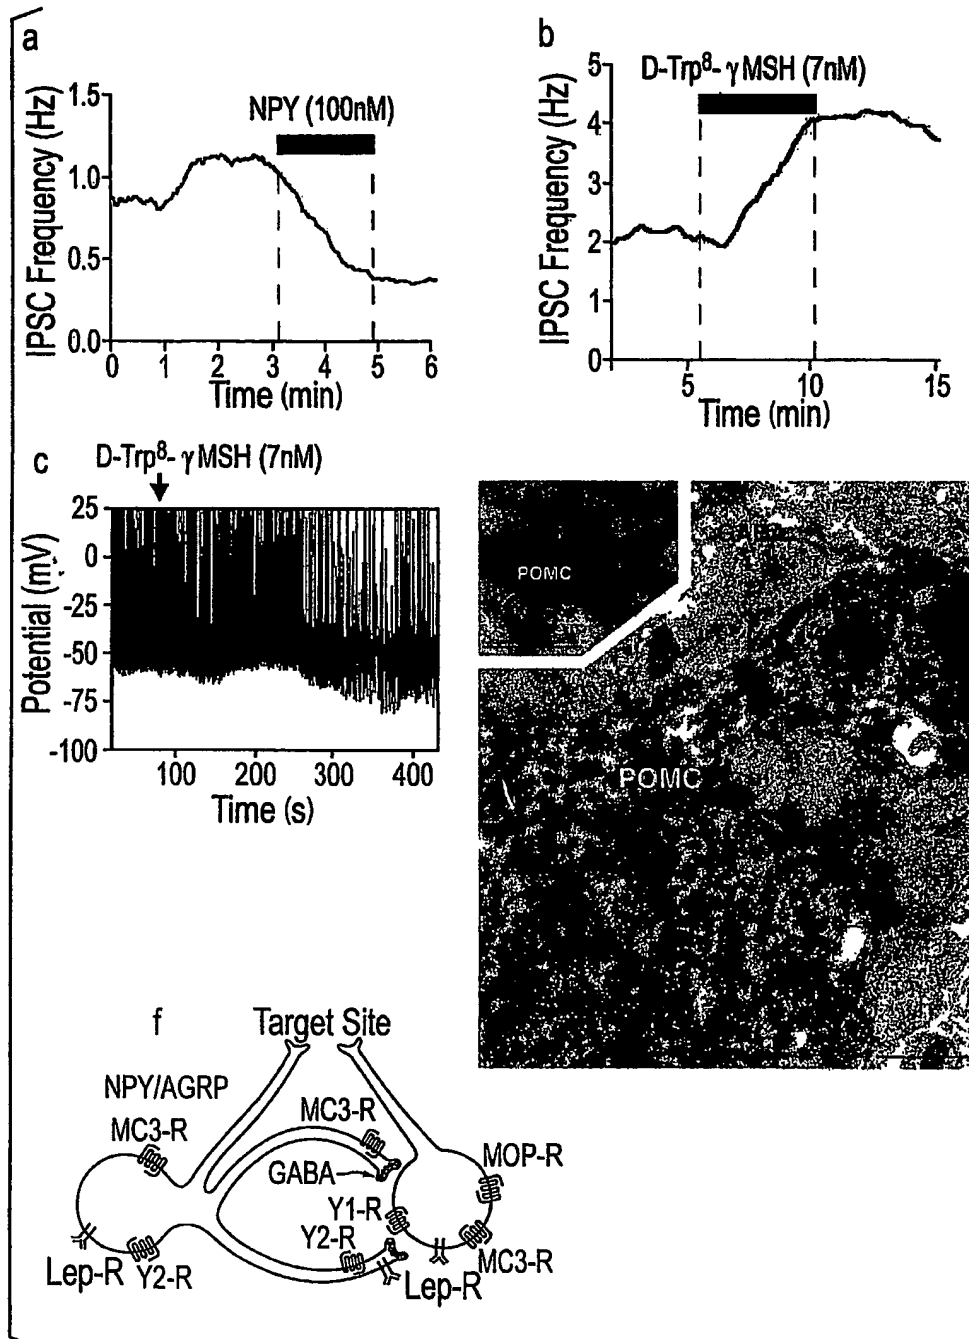 a
NPY (100nM)
IPSC Frequency (Hz)
1.5
1.0
0.5
0.0
0 1 2 3 4 5 6
Time (min)
b
D-Trp⁸- γ MSH (7nM)
IPSC Frequency (Hz)
5
4
3
2
1
0
5 10 15
Time (min)
c
D-Trp⁸- γ MSH (7nM)
Potential (mV)
25
0
-25
-50
-75
-100
100 200 300 400
Time (s)
POMC
POMC
f
Target Site
NPY/AGRP
MC3-R
MC3-R
MOP-R
GABA
Y1-R
Y2-R
MC3-R
Lep-R
Y2-R
Lep-R